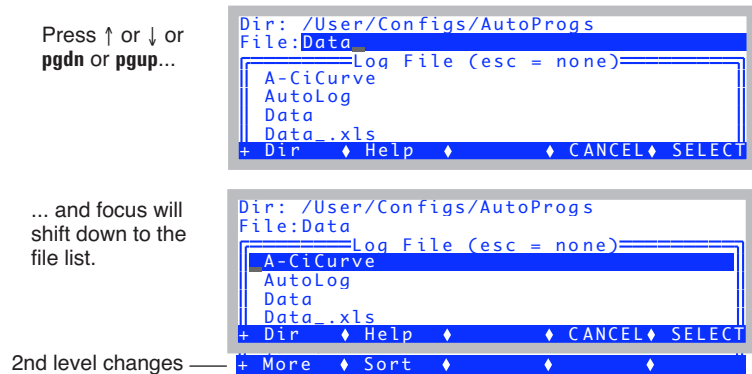 Press ↑ or ↓ or
pgdn or pgup...
Dir: /User/Configs/AutoProgs
File:Data_
Log File (esc = none)
A-CiCurve
AutoLog
Data
Data_.xls
+ Dir ♦ Help ♦ ♦ CANCEL♦ SELECT
... and focus will
shift down to the
file list.
Dir: /User/Configs/AutoProgs
File:Data
Log File (esc = none)
_A-CiCurve
AutoLog
Data
Data_.xls
+ Dir ♦ Help ♦ ♦ CANCEL♦ SELECT
2nd level changes
+ More ♦ Sort ♦ ♦ ♦